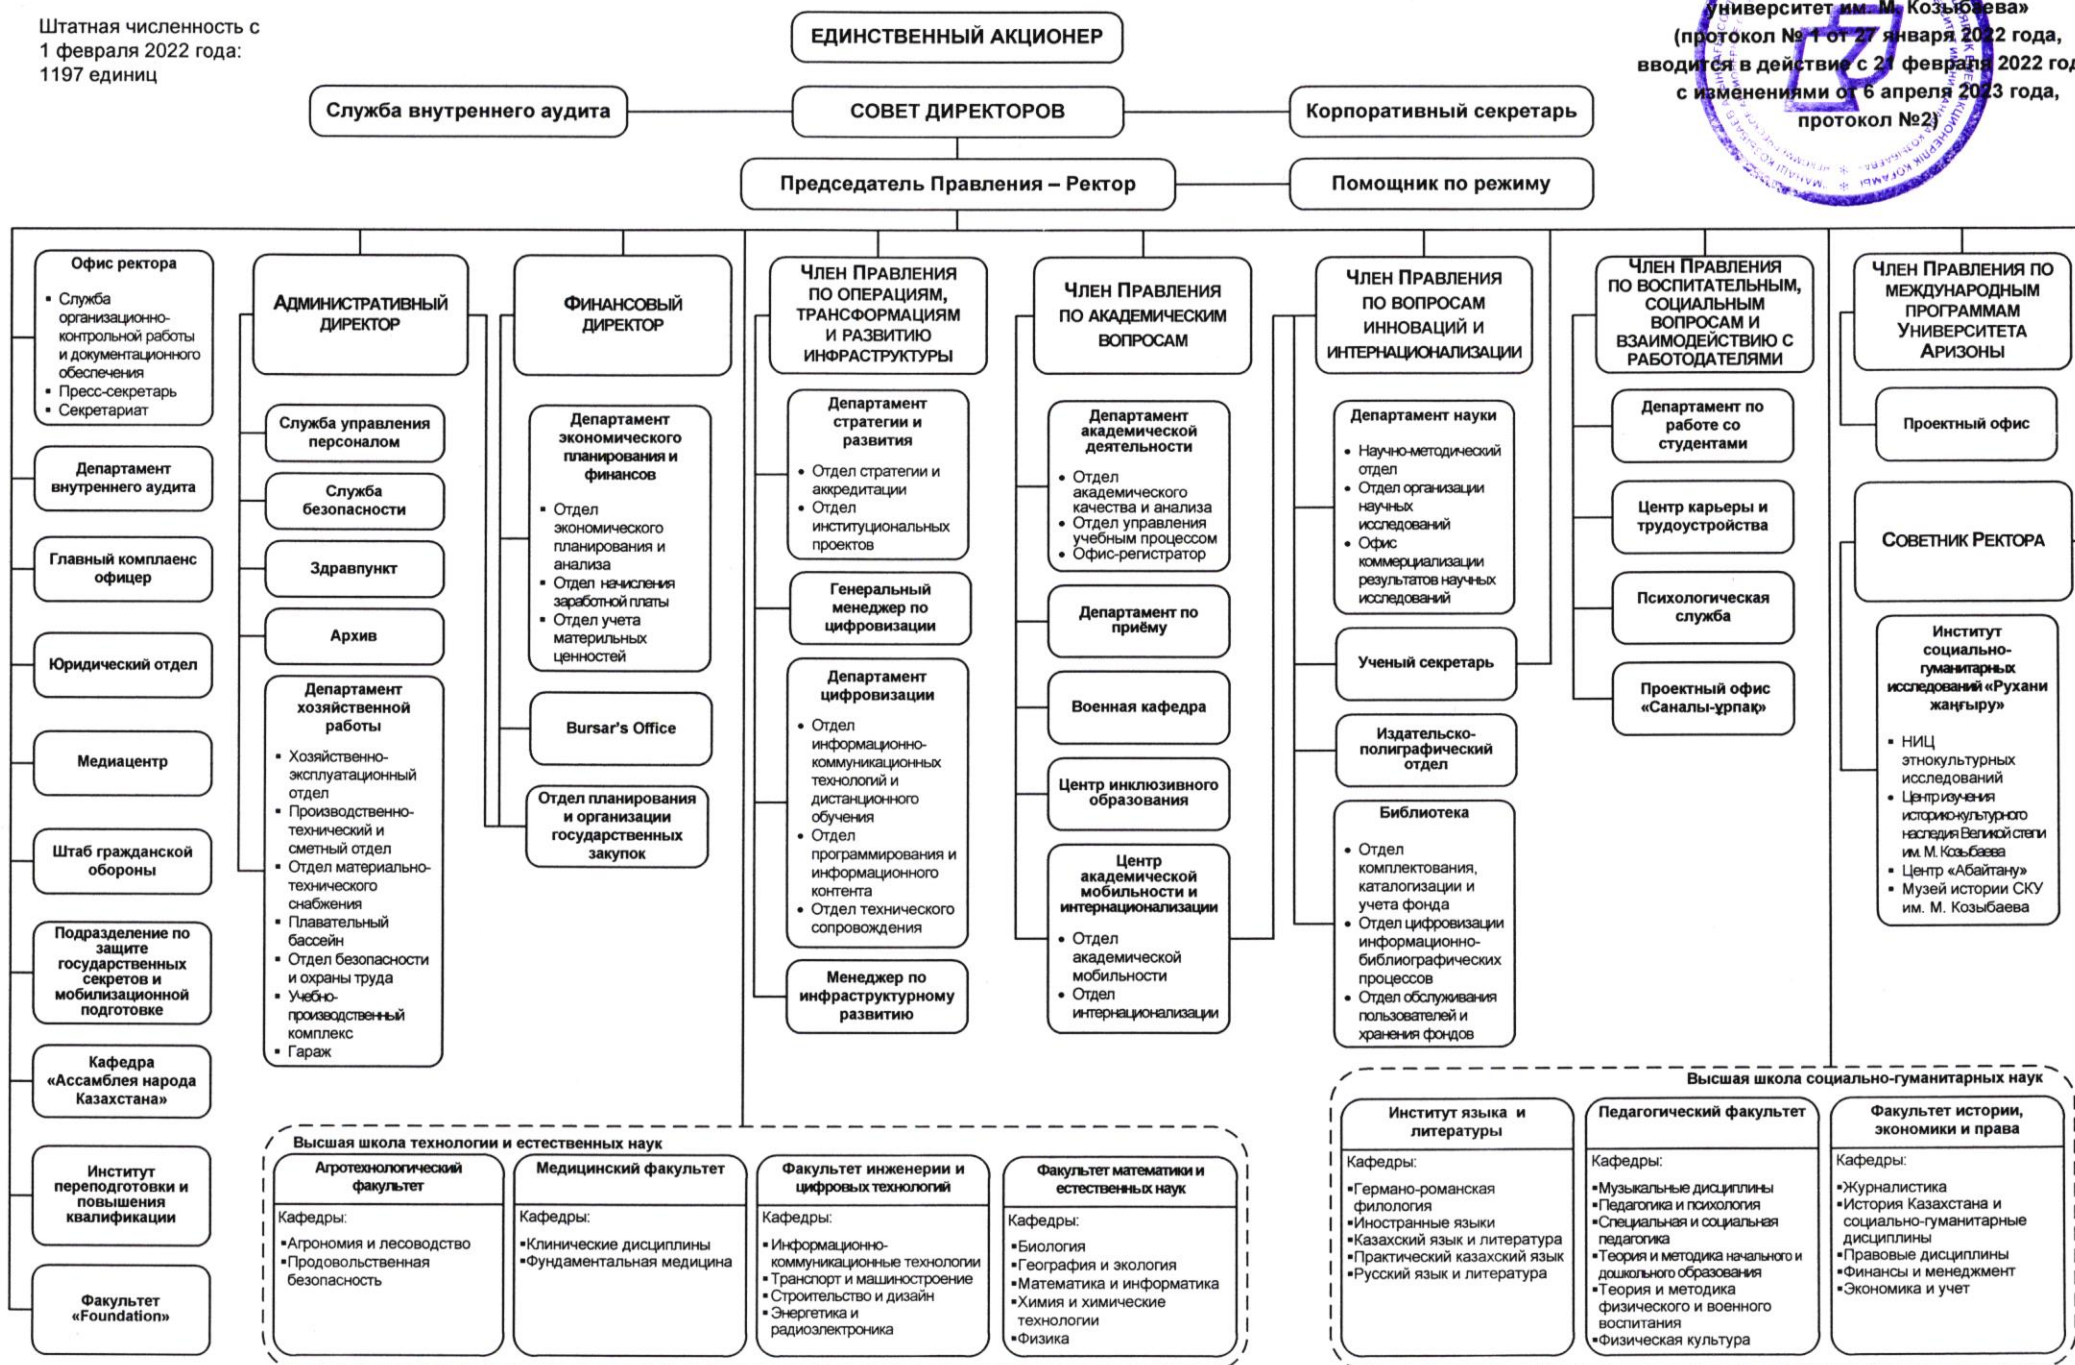 Штатная численность с
1 февраля 2022 года:
1197 единиц
университет им. М. Козыбаева»
(протокол № 1 от 27 января 2022 года,
вводится в действие с 21 февраля 2022 год
с изменениями от 6 апреля 2023 года,
протокол №2)
ЕДИНСТВЕННЫЙ АКЦИОНЕР
Служба внутреннего аудита
СОВЕТ ДИРЕКТОРОВ
Корпоративный секретарь
Председатель Правления – Ректор
Помощник по режиму
Офис ректора
▪ Служба
организационно-
контрольной работы
и документационного
обеспечения
▪ Пресс-секретарь
▪ Секретариат
Департамент
внутреннего аудита
Главный комплаенс
офицер
Юридический отдел
Медиацентр
Штаб гражданской
обороны
Подразделение по
защите
государственных
секретов и
мобилизационной
подготовке
Кафедра
«Ассамблея народа
Казахстана»
Институт
переподготовки и
повышения
квалификации
Факультет
«Foundation»
АДМИНИСТРАТИВНЫЙ
ДИРЕКТОР
Служба управления
персоналом
Служба
безопасности
Здравпункт
Архив
Департамент
хозяйственной
работы
▪ Хозяйственно-
эксплуатационный
отдел
▪ Производственно-
технический и
сметный отдел
▪ Отдел материально-
технического
снабжения
▪ Плавательный
бассейн
▪ Отдел безопасности
и охраны труда
▪ Учебно-
производственный
комплекс
▪ Гараж
ФИНАНСОВЫЙ
ДИРЕКТОР
Департамент
экономического
планирования и
финансов
• Отдел
экономического
планирования и
анализа
• Отдел начисления
заработной платы
• Отдел учета
материльных
ценностей
Bursar's Office
Отдел планирования
и организации
государственных
закупок
ЧЛЕН ПРАВЛЕНИЯ
ПО ОПЕРАЦИЯМ,
ТРАНСФОРМАЦИЯМ
И РАЗВИТИЮ
ИНФРАСТРУКТУРЫ
Департамент
стратегии и
развития
• Отдел стратегии и
аккредитации
• Отдел
институциональных
проектов
Генеральный
менеджер по
цифровизации
Департамент
цифровизации
• Отдел
информационно-
коммуникационных
технологий и
дистанционного
обучения
• Отдел
программирования и
информационного
контента
• Отдел технического
сопровождения
Менеджер по
инфраструктурному
развитию
ЧЛЕН ПРАВЛЕНИЯ
ПО АКАДЕМИЧЕСКИМ
ВОПРОСАМ
Департамент
академической
деятельности
• Отдел
академического
качества и анализа
• Отдел управления
учебным процессом
• Офис-регистратор
Департамент по
приёму
Военная кафедра
Центр инклюзивного
образования
Центр
академической
мобильности и
интернационализации
• Отдел
академической
мобильности
• Отдел
интернационализации
ЧЛЕН ПРАВЛЕНИЯ
ПО ВОПРОСАМ
ИННОВАЦИЙ И
ИНТЕРНАЦИОНАЛИЗАЦИИ
Департамент науки
• Научно-методический
отдел
• Отдел организации
научных
исследований
• Офис
коммерциализации
результатов научных
исследований
Ученый секретарь
Издательско-
полиграфический
отдел
Библиотека
• Отдел
комплектования,
каталогизации и
учета фонда
• Отдел цифровизации
информационно-
библиографических
процессов
• Отдел обслуживания
пользователей и
хранения фондов
ЧЛЕН ПРАВЛЕНИЯ
ПО ВОСПИТАТЕЛЬНЫМ,
СОЦИАЛЬНЫМ
ВОПРОСАМ И
ВЗАИМОДЕЙСТВИЮ С
РАБОТОДАТЕЛЯМИ
Департамент по
работе со
студентами
Центр карьеры и
трудоустройства
Психологическая
служба
Проектный офис
«Саналы-ұрпақ»
ЧЛЕН ПРАВЛЕНИЯ ПО
МЕЖДУНАРОДНЫМ
ПРОГРАММАМ
УНИВЕРСИТЕТА
АРИЗОНЫ
Проектный офис
СОВЕТНИК РЕКТОРА
Институт
социально-
гуманитарных
исследований «Рухани
жаңғыру»
▪ НИЦ
этнокультурных
исследований
• Центр изучения
историко-культурного
наследия Великой степи
им. М. Козыбаева
▪ Центр «Абайтану»
▪ Музей истории СКУ
им. М. Козыбаева
Высшая школа технологии и естественных наук
Агротехнологический
факультет
Кафедры:
▪Агрономия и лесоводство
▪Продовольственная
безопасность
Медицинский факультет
Кафедры:
▪Клинические дисциплины
▪Фундаментальная медицина
Факультет инженерии и
цифровых технологий
Кафедры:
▪Информационно-
коммуникационные технологии
▪Транспорт и машиностроение
▪Строительство и дизайн
▪Энергетика и
радиоэлектроника
Факультет математики и
естественных наук
Кафедры:
▪Биология
▪География и экология
▪Математика и информатика
▪Химия и химические
технологии
▪Физика
Высшая школа социально-гуманитарных наук
Институт языка и
литературы
Кафедры:
▪Германо-романская
филология
▪Иностранные языки
▪Казахский язык и литература
▪Практический казахский язык
▪Русский язык и литература
Педагогический факультет
Кафедры:
▪Музыкальные дисциплины
▪Педагогика и психология
▪Специальная и социальная
педагогика
▪Теория и методика начального и
дошкольного образования
▪Теория и методика
физического и военного
воспитания
▪Физическая культура
Факультет истории,
экономики и права
Кафедры:
▪Журналистика
▪История Казахстана и
социально-гуманитарные
дисциплины
▪Правовые дисциплины
▪Финансы и менеджмент
▪Экономика и учет